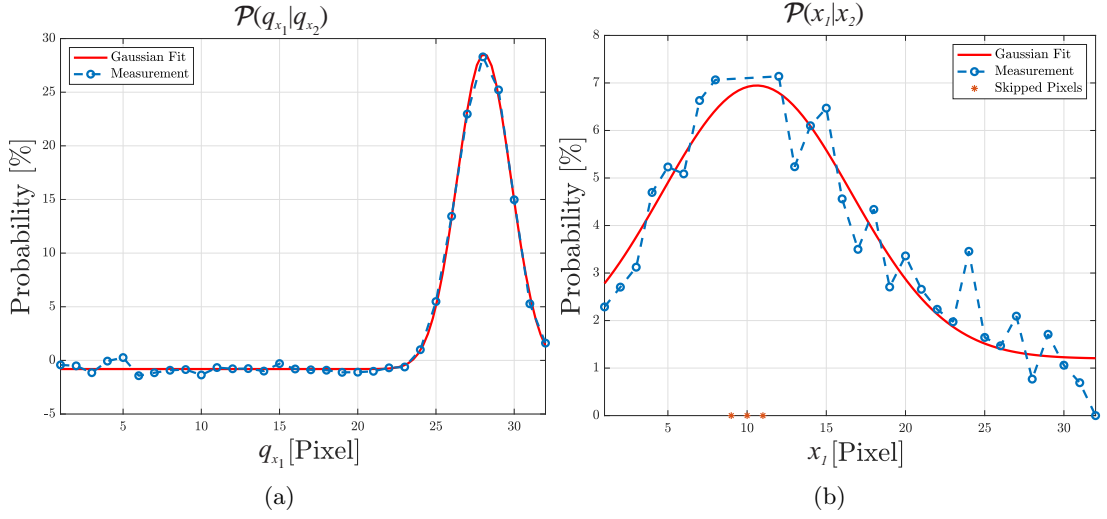 𝒫(q_{x_1}|q_{x_2})
Gaussian Fit
Measurement
Probability [%]
30
25
20
15
10
5
0
-5
5 10 15 20 25 30
q_{x_1} [Pixel]
(a)
𝒫(x_1|x_2)
Gaussian Fit
Measurement
Skipped Pixels
Probability [%]
8
7
6
5
4
3
2
1
0
5 10 15 20 25 30
x_1 [Pixel]
(b)